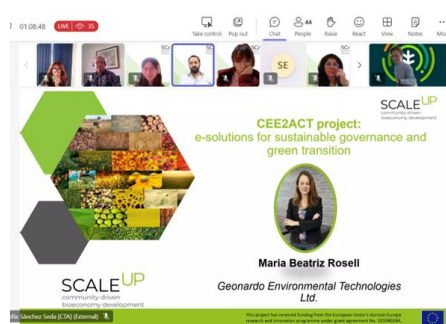 01:08:48 LIVE 35
Take control Pop out Chat 44 People Raise React View Notes
SE
SCALEUP
community-driven
bioeconomy development
CEE2ACT project:
e-solutions for sustainable governance and
green transition
Maria Beatriz Rosell
Geonardo Environmental Technologies
Ltd.
SCALEUP
community-driven
bioeconomy development
Sánchez Seda [CTA] (External)
This project has received funding from the European Union's Horizon Europe
research and innovation programme under grant agreement No.